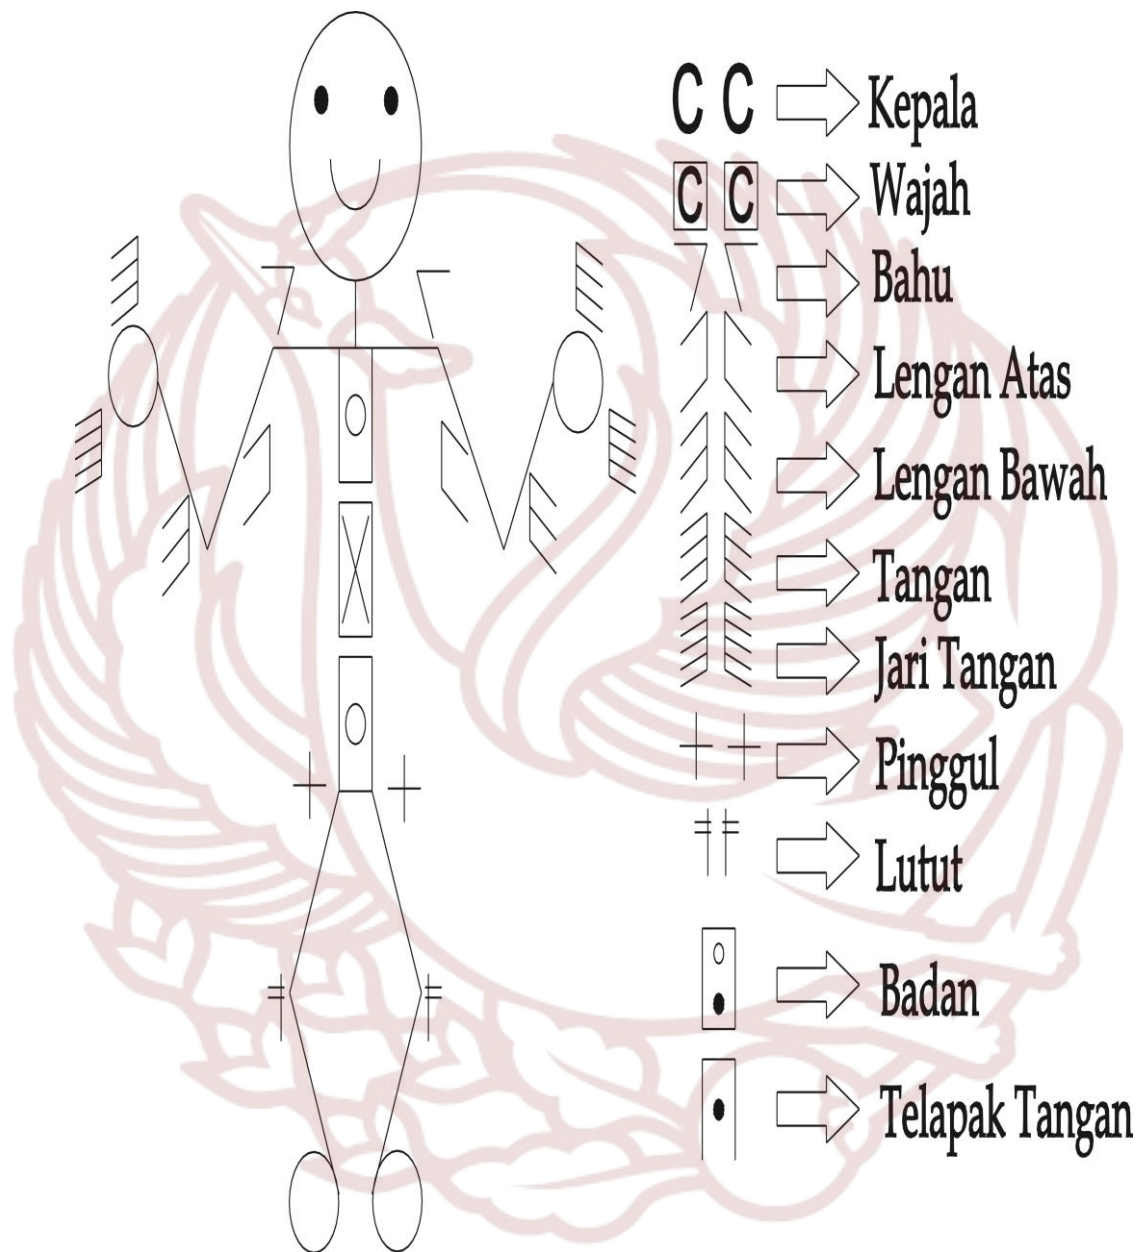 C C Kepala
C C Wajah
Bahu
Lengan Atas
Lengan Bawah
Tangan
Jari Tangan
Pinggul
Lutut
Badan
Telapak Tangan